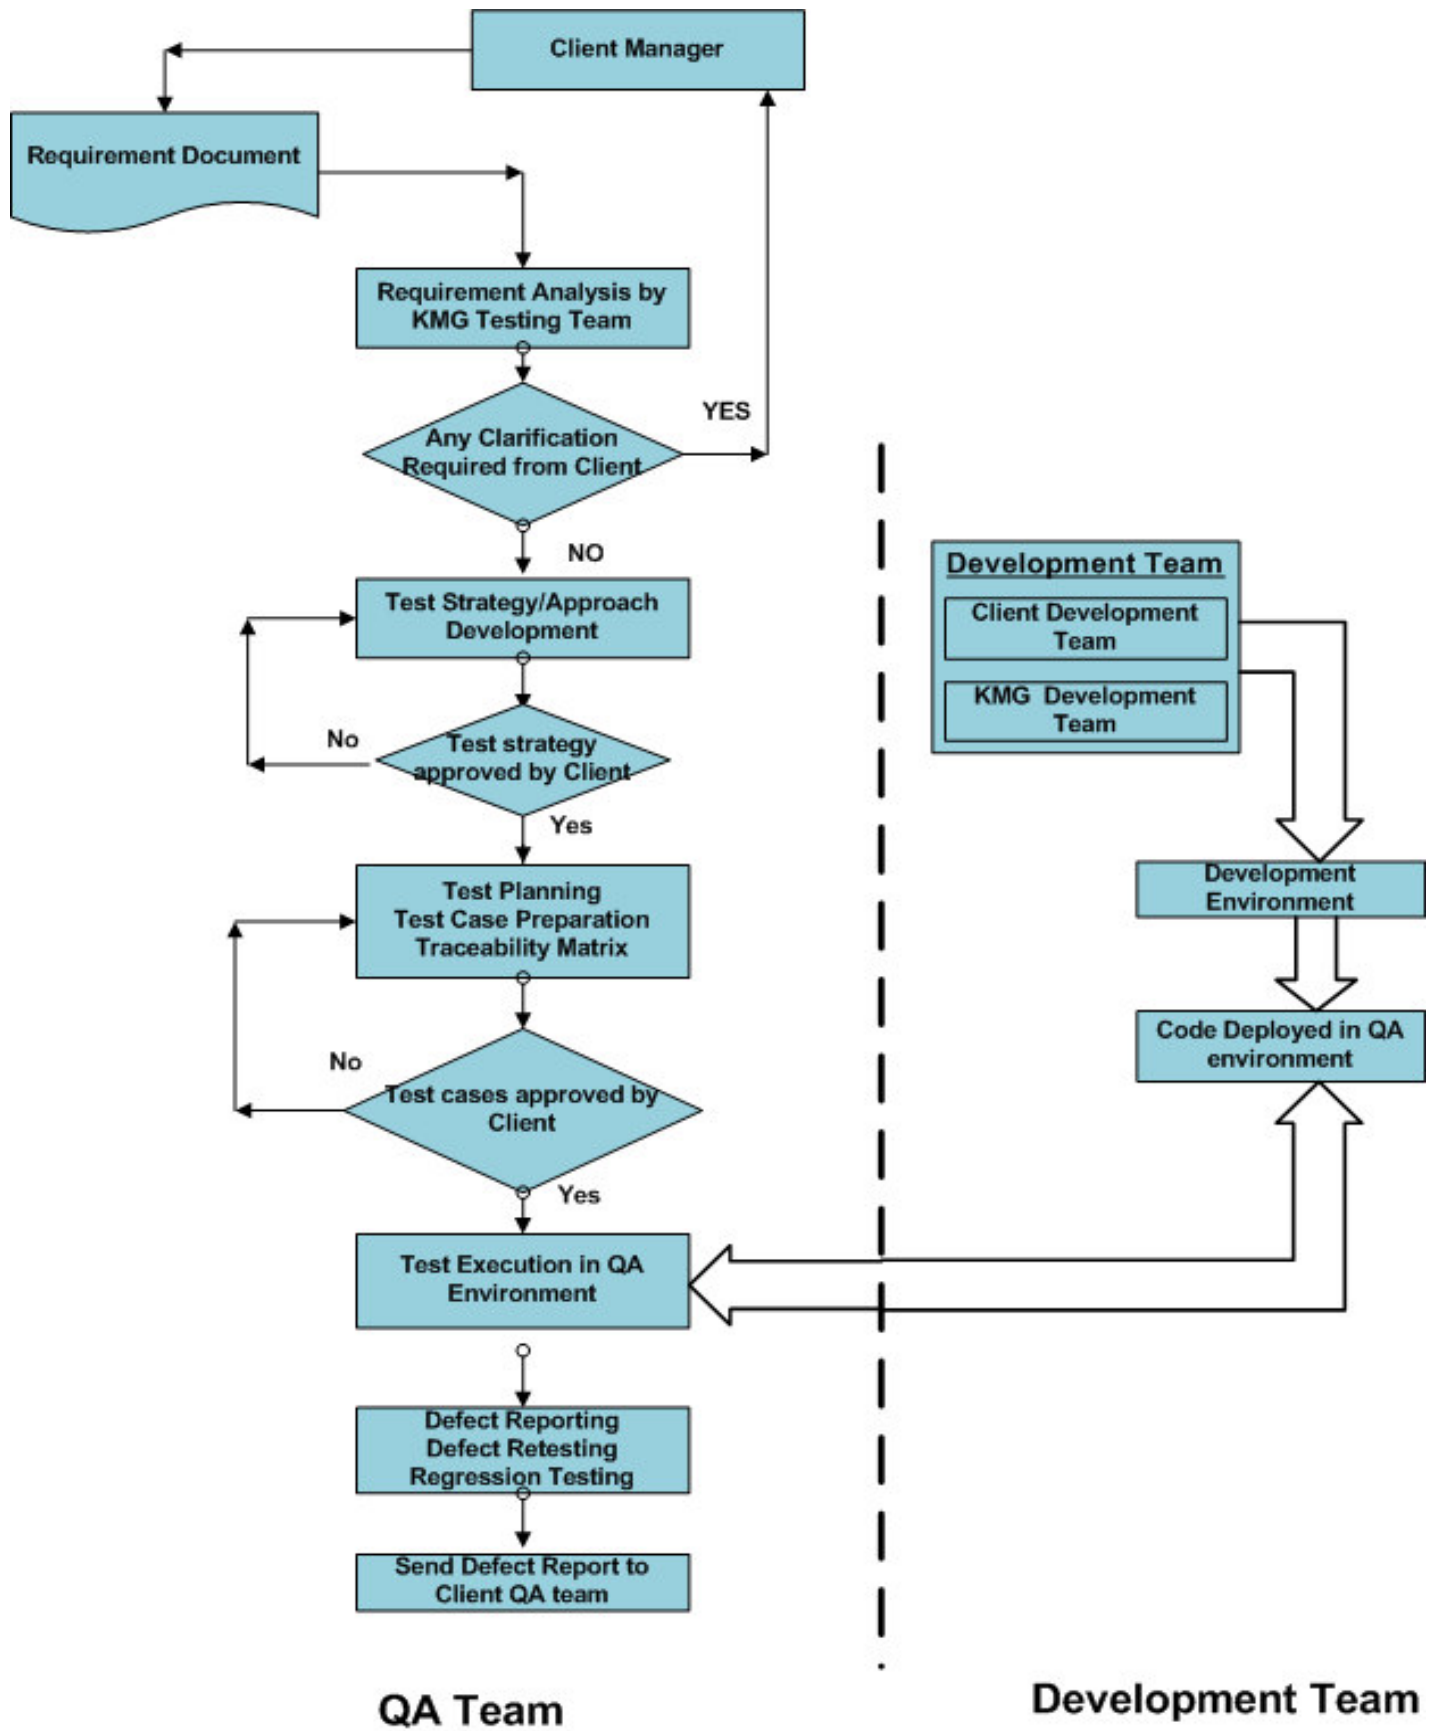 Client Manager
Requirement Document
Requirement Analysis by
KMG Testing Team
YES
Any Clarification
Required from Client
NO
Test Strategy/Approach
Development
No
Test strategy
approved by Client
Yes
Test Planning
Test Case Preparation
Traceability Matrix
No
Test cases approved by
Client
Yes
Test Execution in QA
Environment
Defect Reporting
Defect Retesting
Regression Testing
Send Defect Report to
Client QA team
QA Team
Development Team
Client Development
Team
KMG Development
Team
Development
Environment
Code Deployed in QA
environment
Development Team